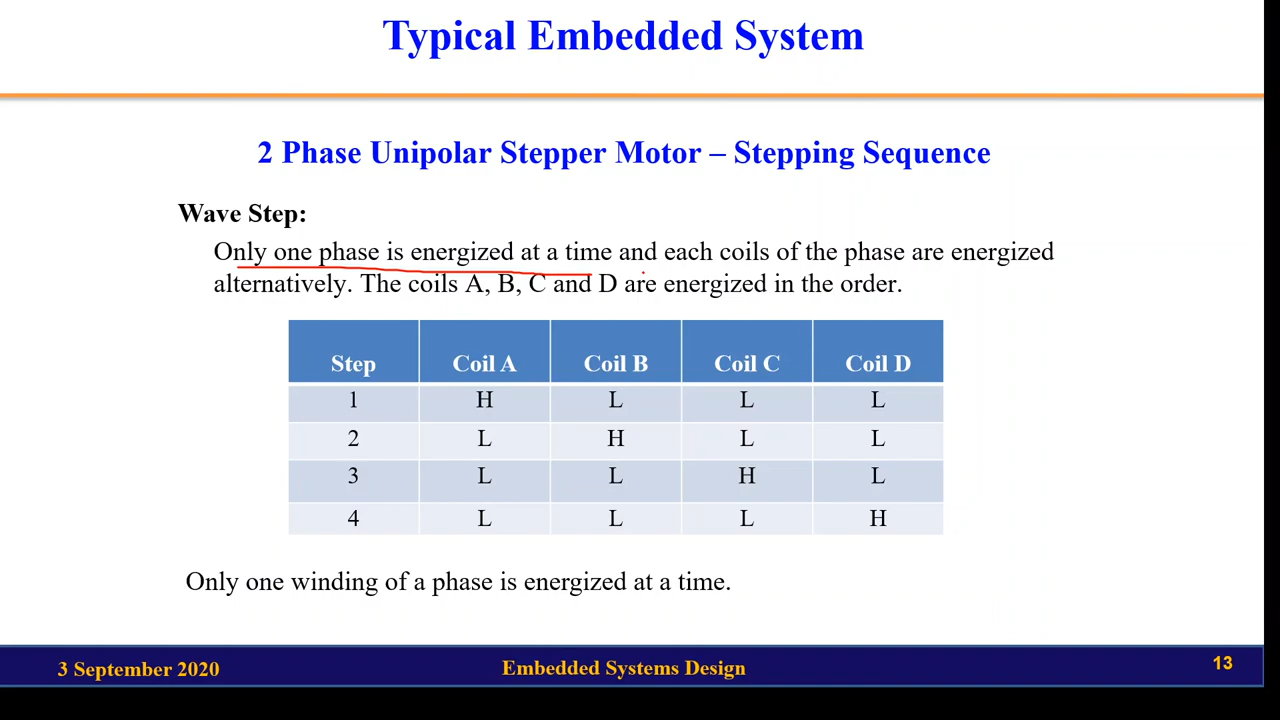 Typical Embedded System
2 Phase Unipolar Stepper Motor – Stepping Sequence
Wave Step:
Only one phase is energized at a time and each coils of the phase are energized
alternatively. The coils A, B, C and D are energized in the order.
Step Coil A Coil B Coil C Coil D
1 H L L L
2 L H L L
3 L L H L
4 L L L H
Only one winding of a phase is energized at a time.
3 September 2020 Embedded Systems Design 13